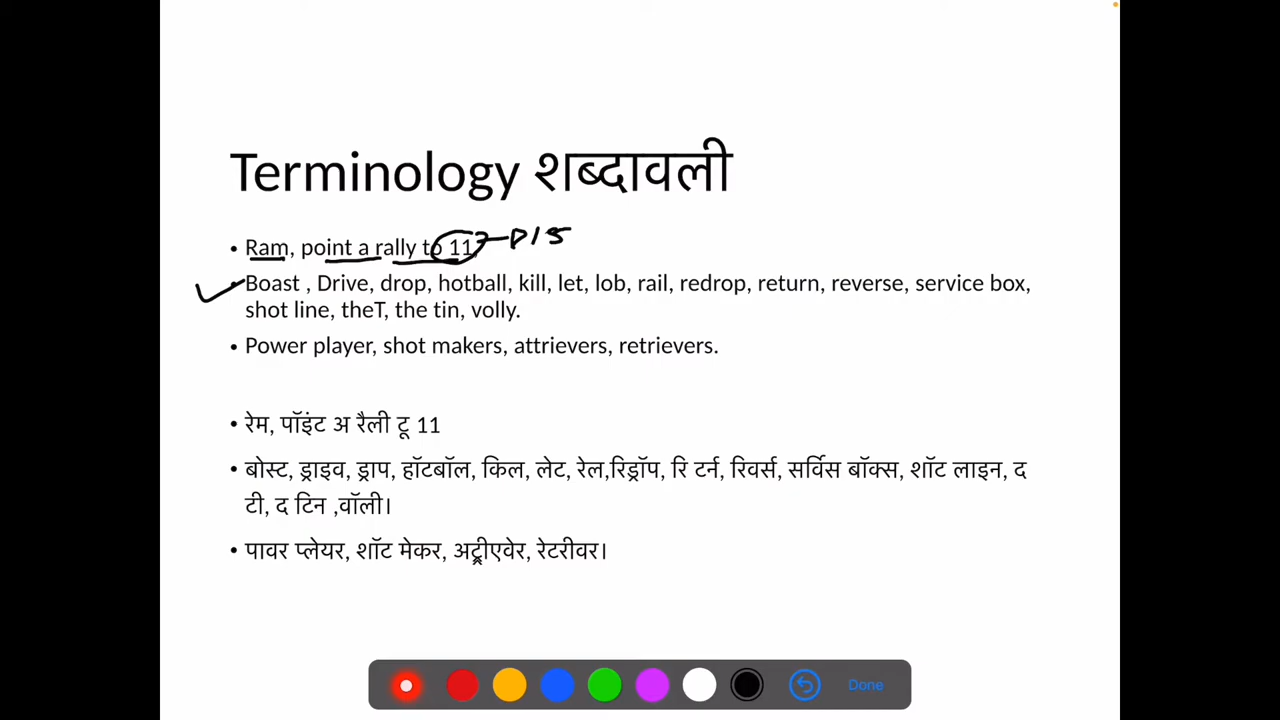 Terminology शब्दावली
• Ram, point a rally to 11, P15
• Boast , Drive, drop, hotball, kill, let, lob, rail, redrop, return, reverse, service box,
shot line, theT, the tin, volly.
• Power player, shot makers, attrievers, retrievers.
• रेम, पॉइंट अ रैली टू 11
• बोस्ट, ड्राइव, ड्राप, हॉटबॉल, किल, लेट, रेल,रिड्रॉप, रि टर्न, रिवर्स, सर्विस बॉक्स, शॉट लाइन, द
टी, द टिन ,वॉली।
• पावर प्लेयर, शॉट मेकर, रेटरीवर।
Done